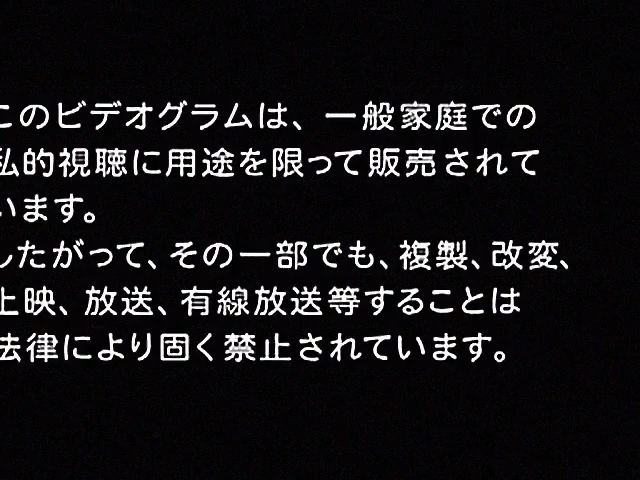 このビデオグラムは、一般家庭での
私的視聴に用途を限って販売されて
います。
したがって、その一部でも、複製、改変、
上映、放送、有線放送等することは
法律により固く禁止されています。